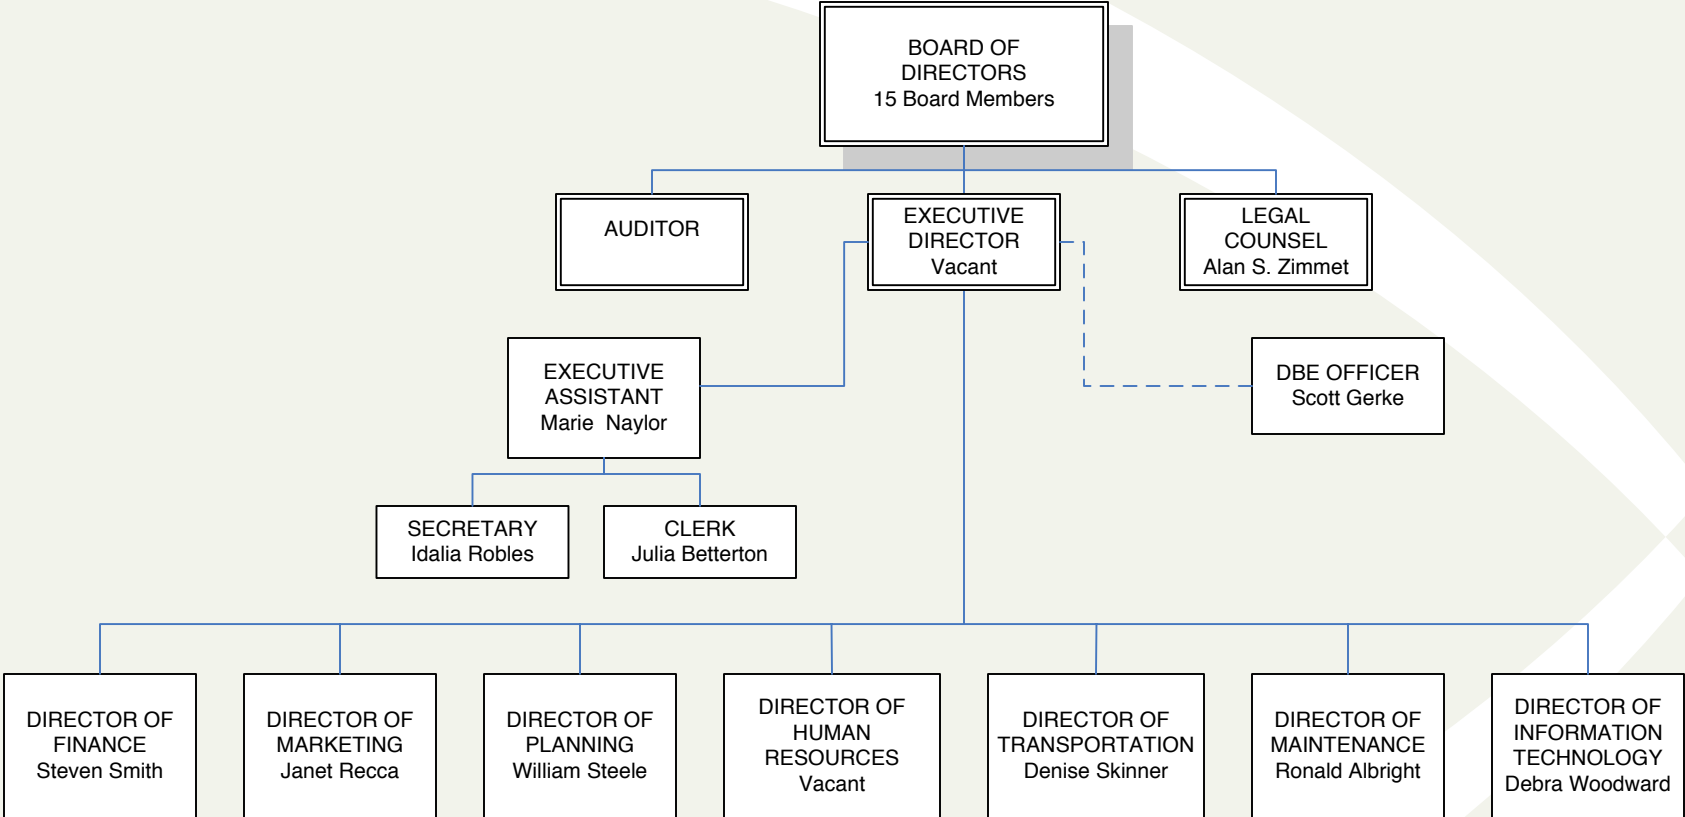 BOARD OF
DIRECTORS
15 Board Members
AUDITOR
EXECUTIVE
DIRECTOR
Vacant
LEGAL
COUNSEL
Alan S. Zimmet
EXECUTIVE
ASSISTANT
Marie Naylor
DBE OFFICER
Scott Gerke
SECRETARY
Idalia Robles
CLERK
Julia Betterton
DIRECTOR OF
FINANCE
Steven Smith
DIRECTOR OF
MARKETING
Janet Recca
DIRECTOR OF
PLANNING
William Steele
DIRECTOR OF
HUMAN
RESOURCES
Vacant
DIRECTOR OF
TRANSPORTATION
Denise Skinner
DIRECTOR OF
MAINTENANCE
Ronald Albright
DIRECTOR OF
INFORMATION
TECHNOLOGY
Debra Woodward